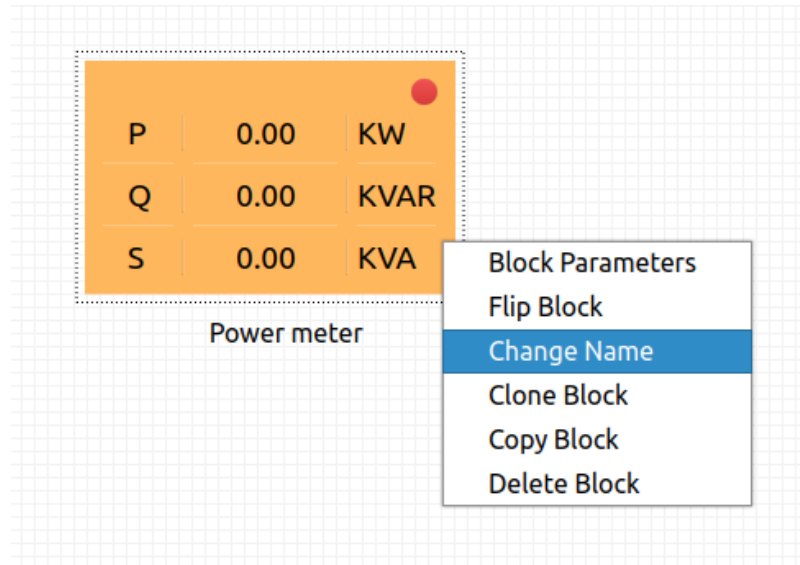 P 0.00 KW
Q 0.00 KVAR
S 0.00 KVA
Power meter
Block Parameters
Flip Block
Change Name
Clone Block
Copy Block
Delete Block